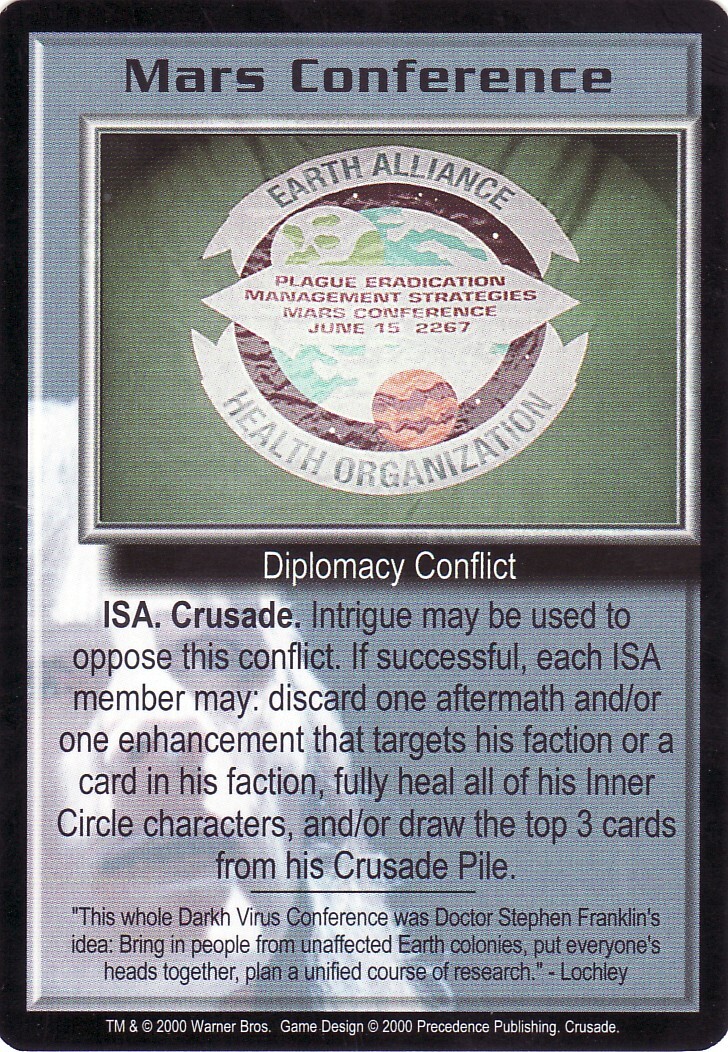 Mars Conference
EARTH ALLIANCE
PLAGUE ERADICATION
MANAGEMENT STRATEGIES
MARS CONFERENCE
JUNE 15 2267
HEALTH ORGANIZATION
Diplomacy Conflict
ISA. Crusade. Intrigue may be used to
oppose this conflict. If successful, each ISA
member may: discard one aftermath and/or
one enhancement that targets his faction or a
card in his faction, fully heal all of his Inner
Circle characters, and/or draw the top 3 cards
from his Crusade Pile.
"This whole Darkh Virus Conference was Doctor Stephen Franklin's
idea: Bring in people from unaffected Earth colonies, put everyone's
heads together, plan a unified course of research." - Lochley
TM & © 2000 Warner Bros. Game Design © 2000 Precedence Publishing. Crusade.